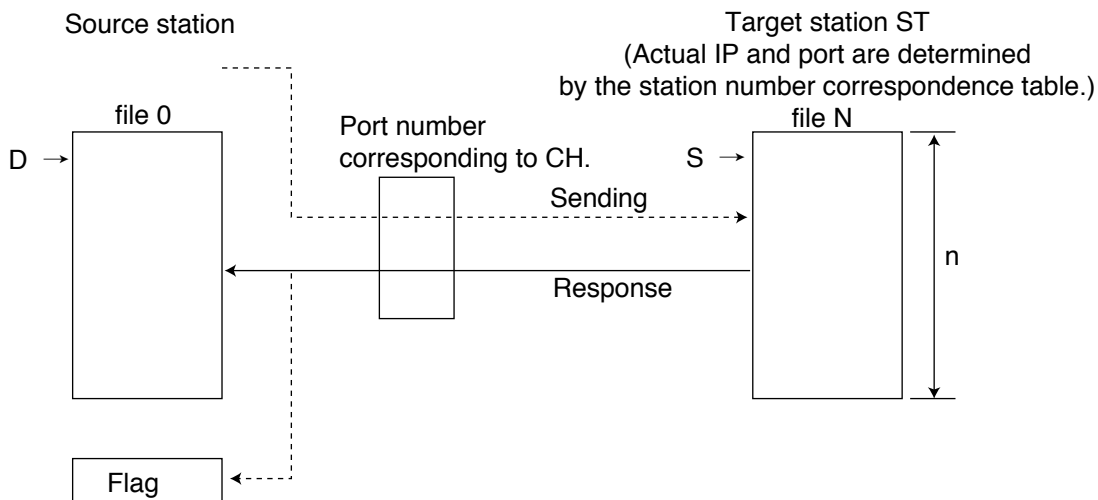 Source station
Target station ST
(Actual IP and port are determined
by the station number correspondence table.)
file 0
file N
Port number
corresponding to CH.
D
S
Sending
n
Response
Flag